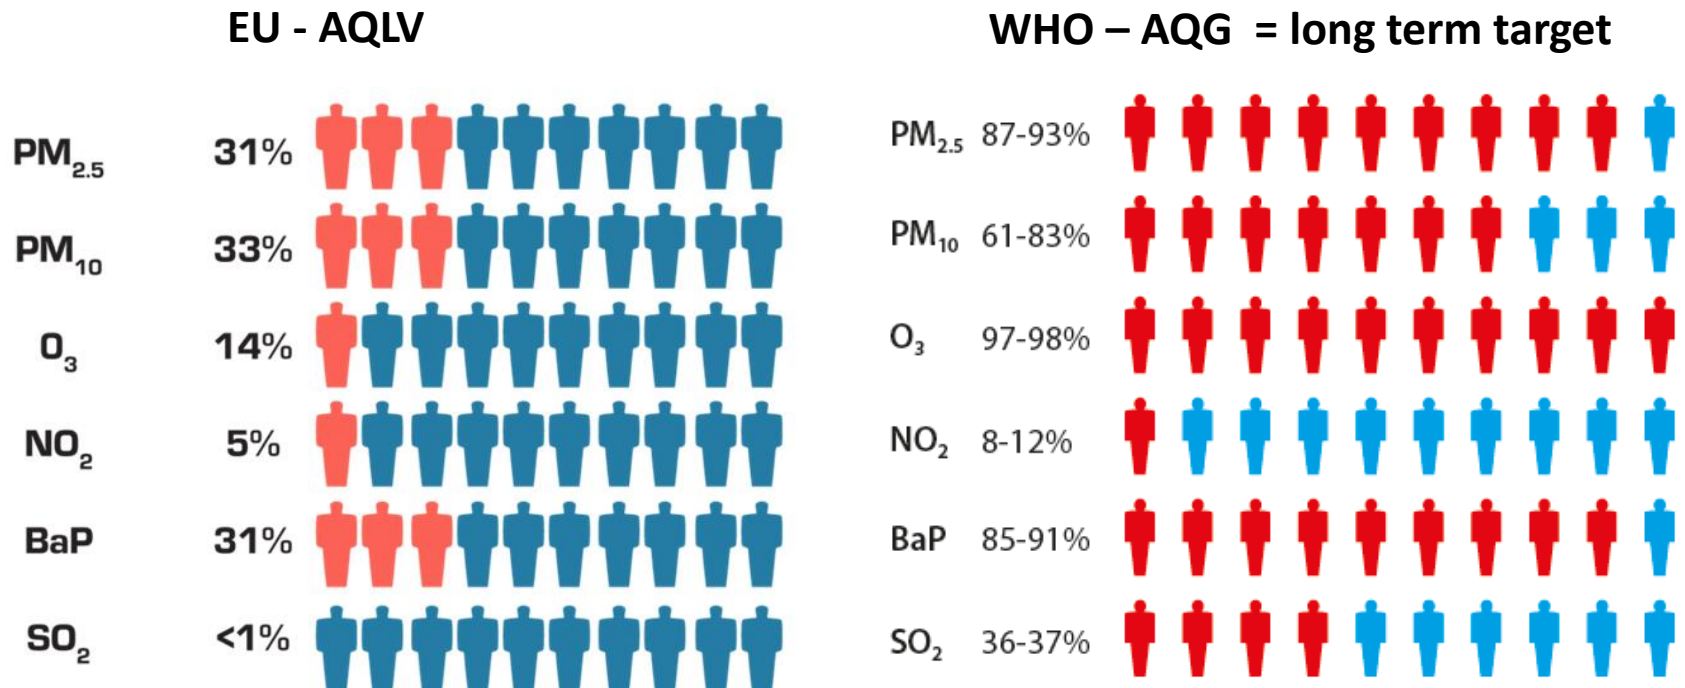 EU - AQLV
PM2.5 31%
PM10 33%
O3 14%
NO2 5%
BaP 31%
SO2 <1%
WHO – AQG = long term target
PM2.5 87-93%
PM10 61-83%
O3 97-98%
NO2 8-12%
BaP 85-91%
SO2 36-37%